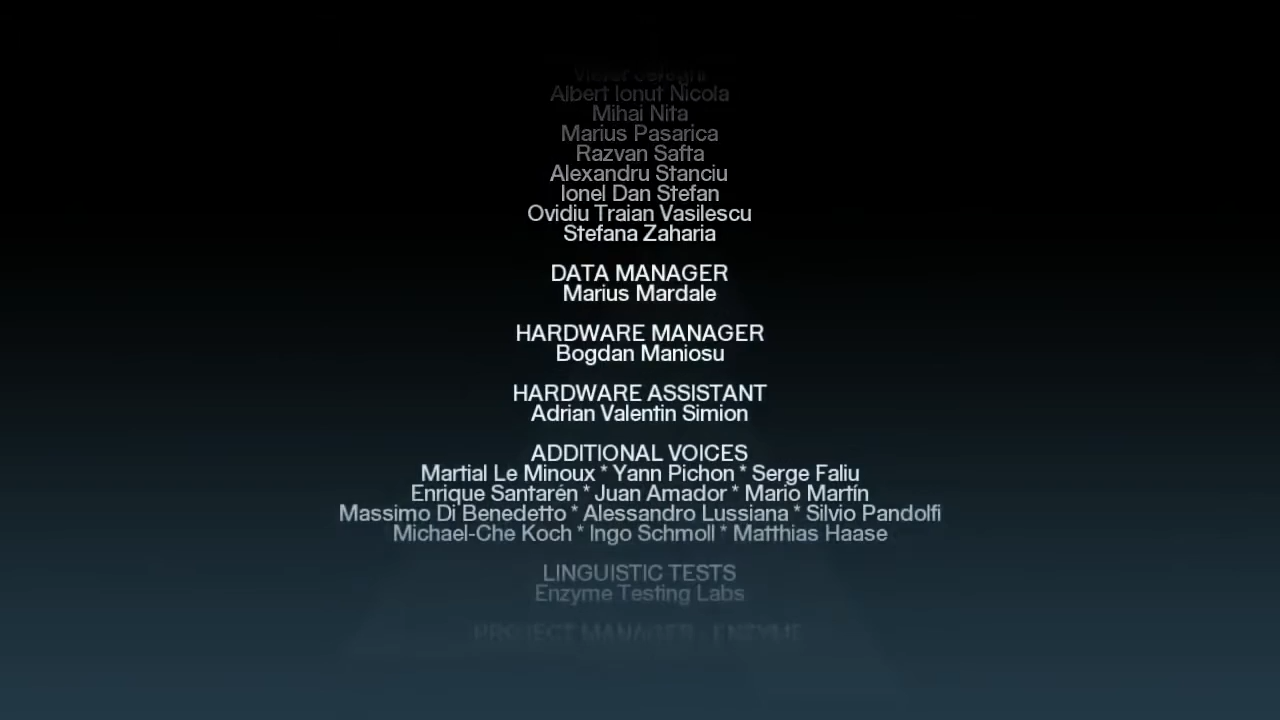 Albert Ionut Nicola
Mihai Nita
Marius Pasarica
Razvan Safta
Alexandru Stanciu
Ionel Dan Stefan
Ovidiu Traian Vasilescu
Stefana Zaharia
DATA MANAGER
Marius Mardale
HARDWARE MANAGER
Bogdan Maniosu
HARDWARE ASSISTANT
Adrian Valentin Simion
ADDITIONAL VOICES
Martial Le Minoux * Yann Pichon * Serge Faliu
Enrique Santarén * Juan Amador * Mario Martín
Massimo Di Benedetto * Alessandro Lussiana * Silvio Pandolfi
Michael-Che Koch * Ingo Schmoll * Matthias Haase
LINGUISTIC TESTS
Enzyme Testing Labs
PROJECT MANAGER - ENZYME